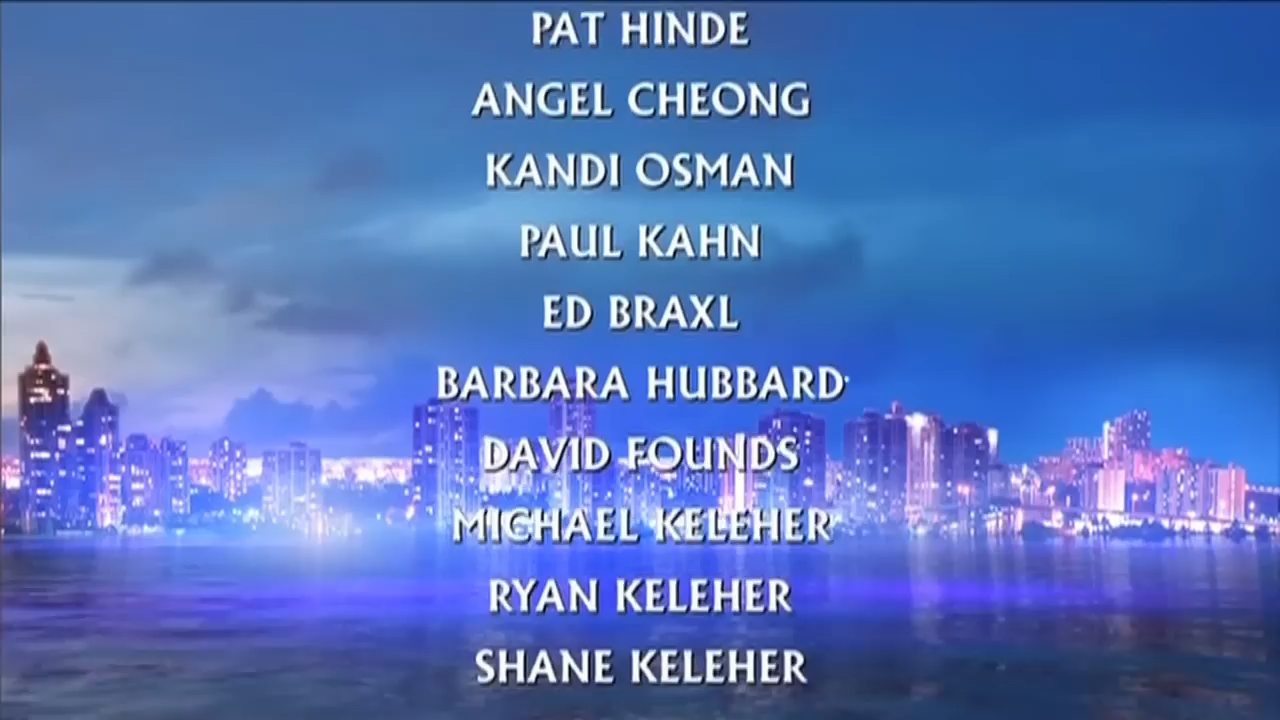 PAT HINDE
ANGEL CHEONG
KANDI OSMAN
PAUL KAHN
ED BRAXL
BARBARA HUBBARD
DAVID FOUNDS
MICHAEL KELEHER
RYAN KELEHER
SHANE KELEHER